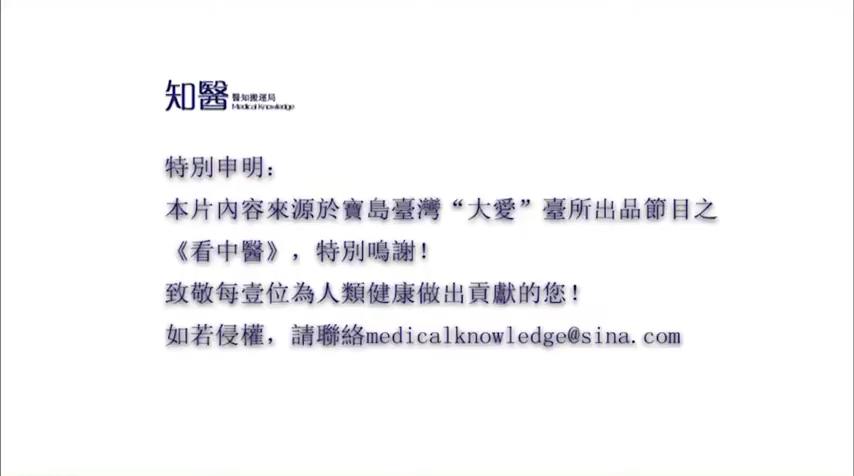 知醫
醫知搬運局
Medical Knowledge
特別申明：
本片內容來源於寶島臺灣“大愛”臺所出品節目之
《看中醫》，特別鳴謝！
致敬每壹位為人類健康做出貢獻的您！
如若侵權，請聯絡medicalknowledge@sina.com